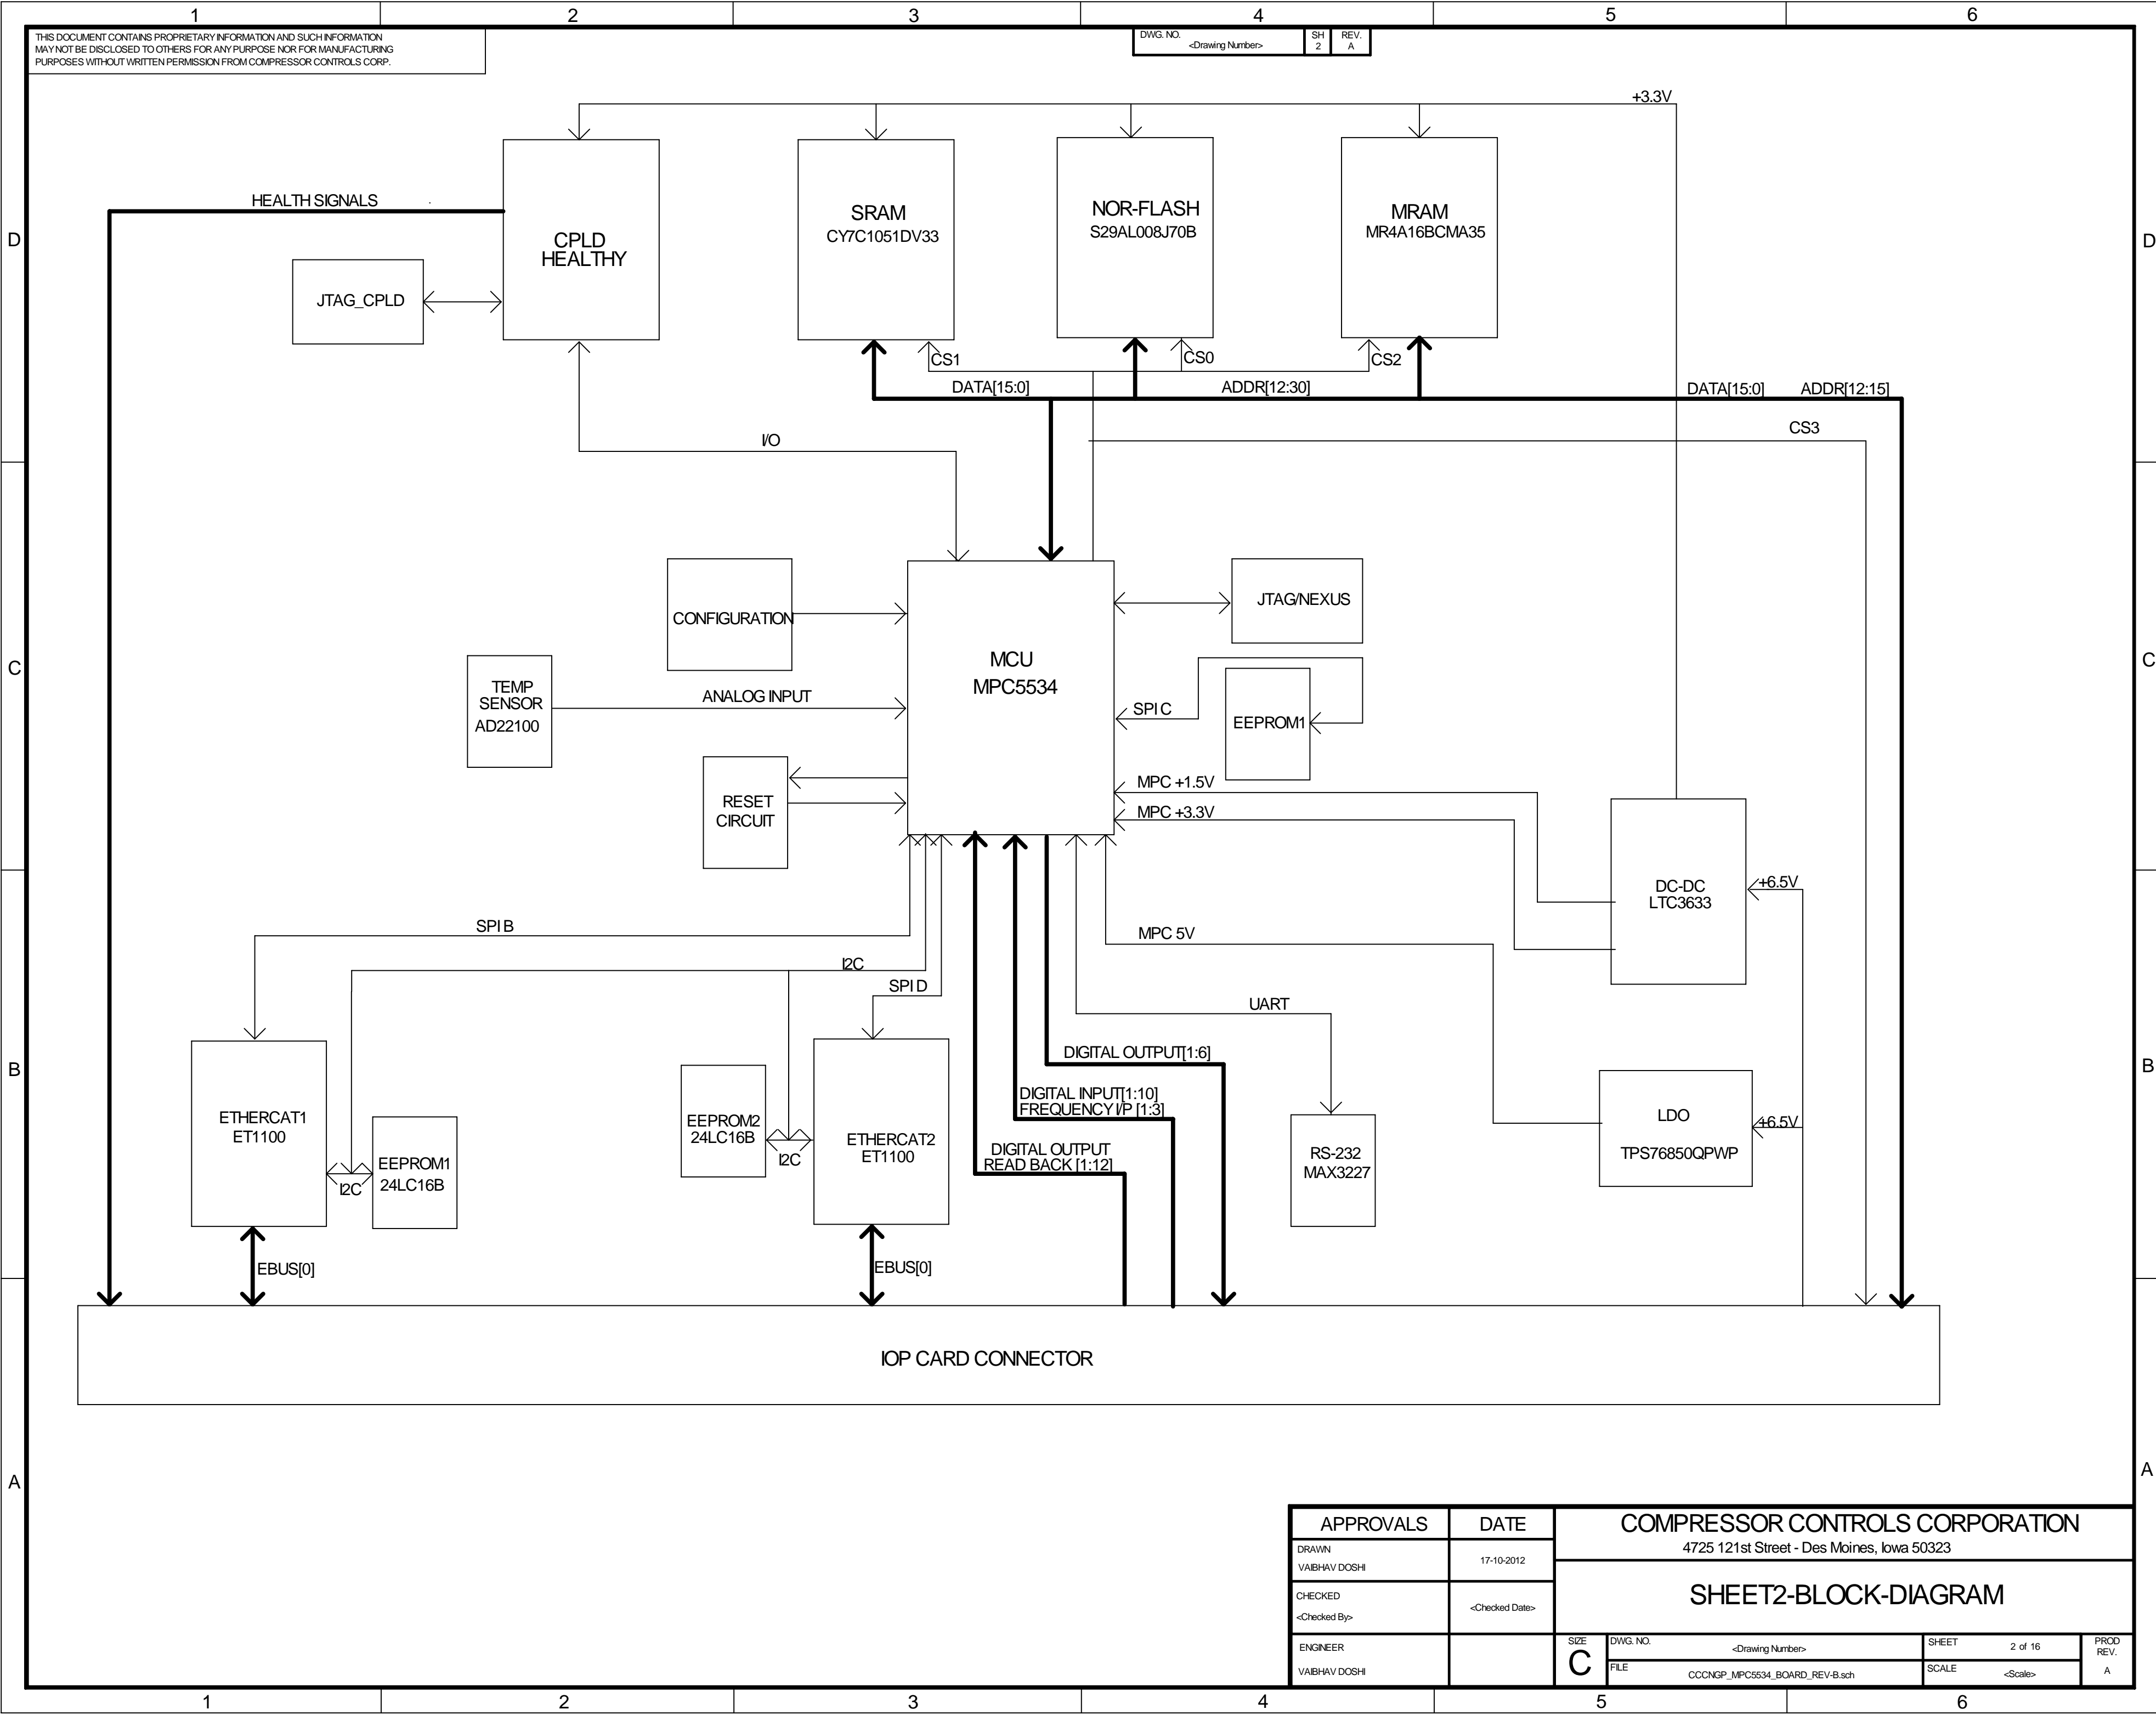 1 2 3 4 5 6
THIS DOCUMENT CONTAINS PROPRIETARY INFORMATION AND SUCH INFORMATION
MAY NOT BE DISCLOSED TO OTHERS FOR ANY PURPOSE NOR FOR MANUFACTURING
PURPOSES WITHOUT WRITTEN PERMISSION FROM COMPRESSOR CONTROLS CORP.
DWG. NO.
<Drawing Number>
SH
2
REV.
A
+3.3V
HEALTH SIGNALS
CPLD
HEALTHY
JTAG_CPLD
SRAM
CY7C1051DV33
NOR-FLASH
S29AL008J70B
MRAM
MR4A16BCMA35
D
D
CS1
CS0
CS2
DATA[15:0]
ADDR[12:30]
DATA[15:0]
ADDR[12:15]
CS3
I/O
CONFIGURATION
MCU
MPC5534
JTAG/NEXUS
C
C
TEMP
SENSOR
AD22100
ANALOG INPUT
SPI C
EEPROM1
RESET
CIRCUIT
MPC +1.5V
MPC +3.3V
DC-DC
LTC3633
+6.5V
SPI B
MPC 5V
I2C
SPI D
UART
B
B
DIGITAL OUTPUT[1:6]
DIGITAL INPUT[1:10]
FREQUENCY I/P [1:3]
DIGITAL OUTPUT
READ BACK [1:12]
ETHERCAT1
ET1100
I2C
EEPROM1
24LC16B
EEPROM2
24LC16B
I2C
ETHERCAT2
ET1100
RS-232
MAX3227
LDO
TPS76850QPWP
+6.5V
EBUS[0]
EBUS[0]
IOP CARD CONNECTOR
A
A
APPROVALS
DATE
DRAWN
VAIBHAV DOSHI
17-10-2012
CHECKED
<Checked By>
<Checked Date>
ENGINEER
VAIBHAV DOSHI
COMPRESSOR CONTROLS CORPORATION
4725 121st Street - Des Moines, Iowa 50323
SHEET2-BLOCK-DIAGRAM
SIZE
C
DWG. NO.
<Drawing Number>
FILE
CCCNGP_MPC5534_BOARD_REV-B.sch
SHEET
2 of 16
SCALE
<Scale>
PROD
REV.
A
1 2 3 4 5 6